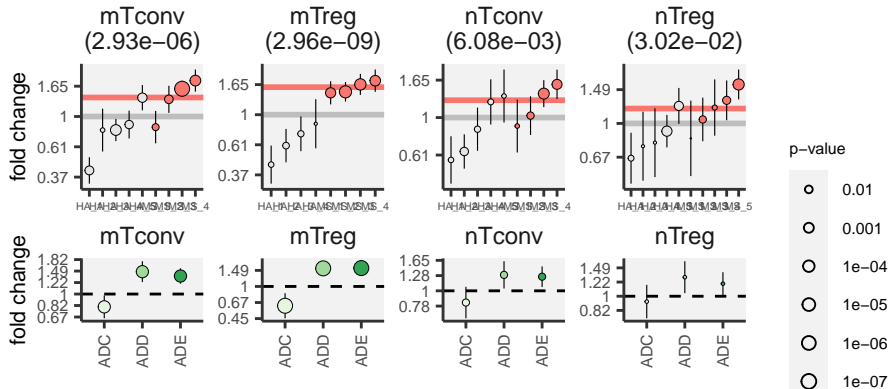 mTconv
(2.93e−06)
mTreg
(2.96e−09)
nTconv
(6.08e−03)
nTreg
(3.02e−02)
fold change
1.65
1
0.61
0.37
1.65
1
0.61
0.37
1.65
1
0.61
1.49
1
0.67
mTconv
mTreg
nTconv
nTreg
fold change
1.82
1.49
1.22
1
0.82
0.67
1.49
1
0.67
0.45
1.65
1.28
1
0.78
1.49
1.22
1
0.82
ADC
ADD
ADE
ADC
ADD
ADE
ADC
ADD
ADE
ADC
ADD
ADE
p−value
0.01
0.001
1e−04
1e−05
1e−06
1e−07